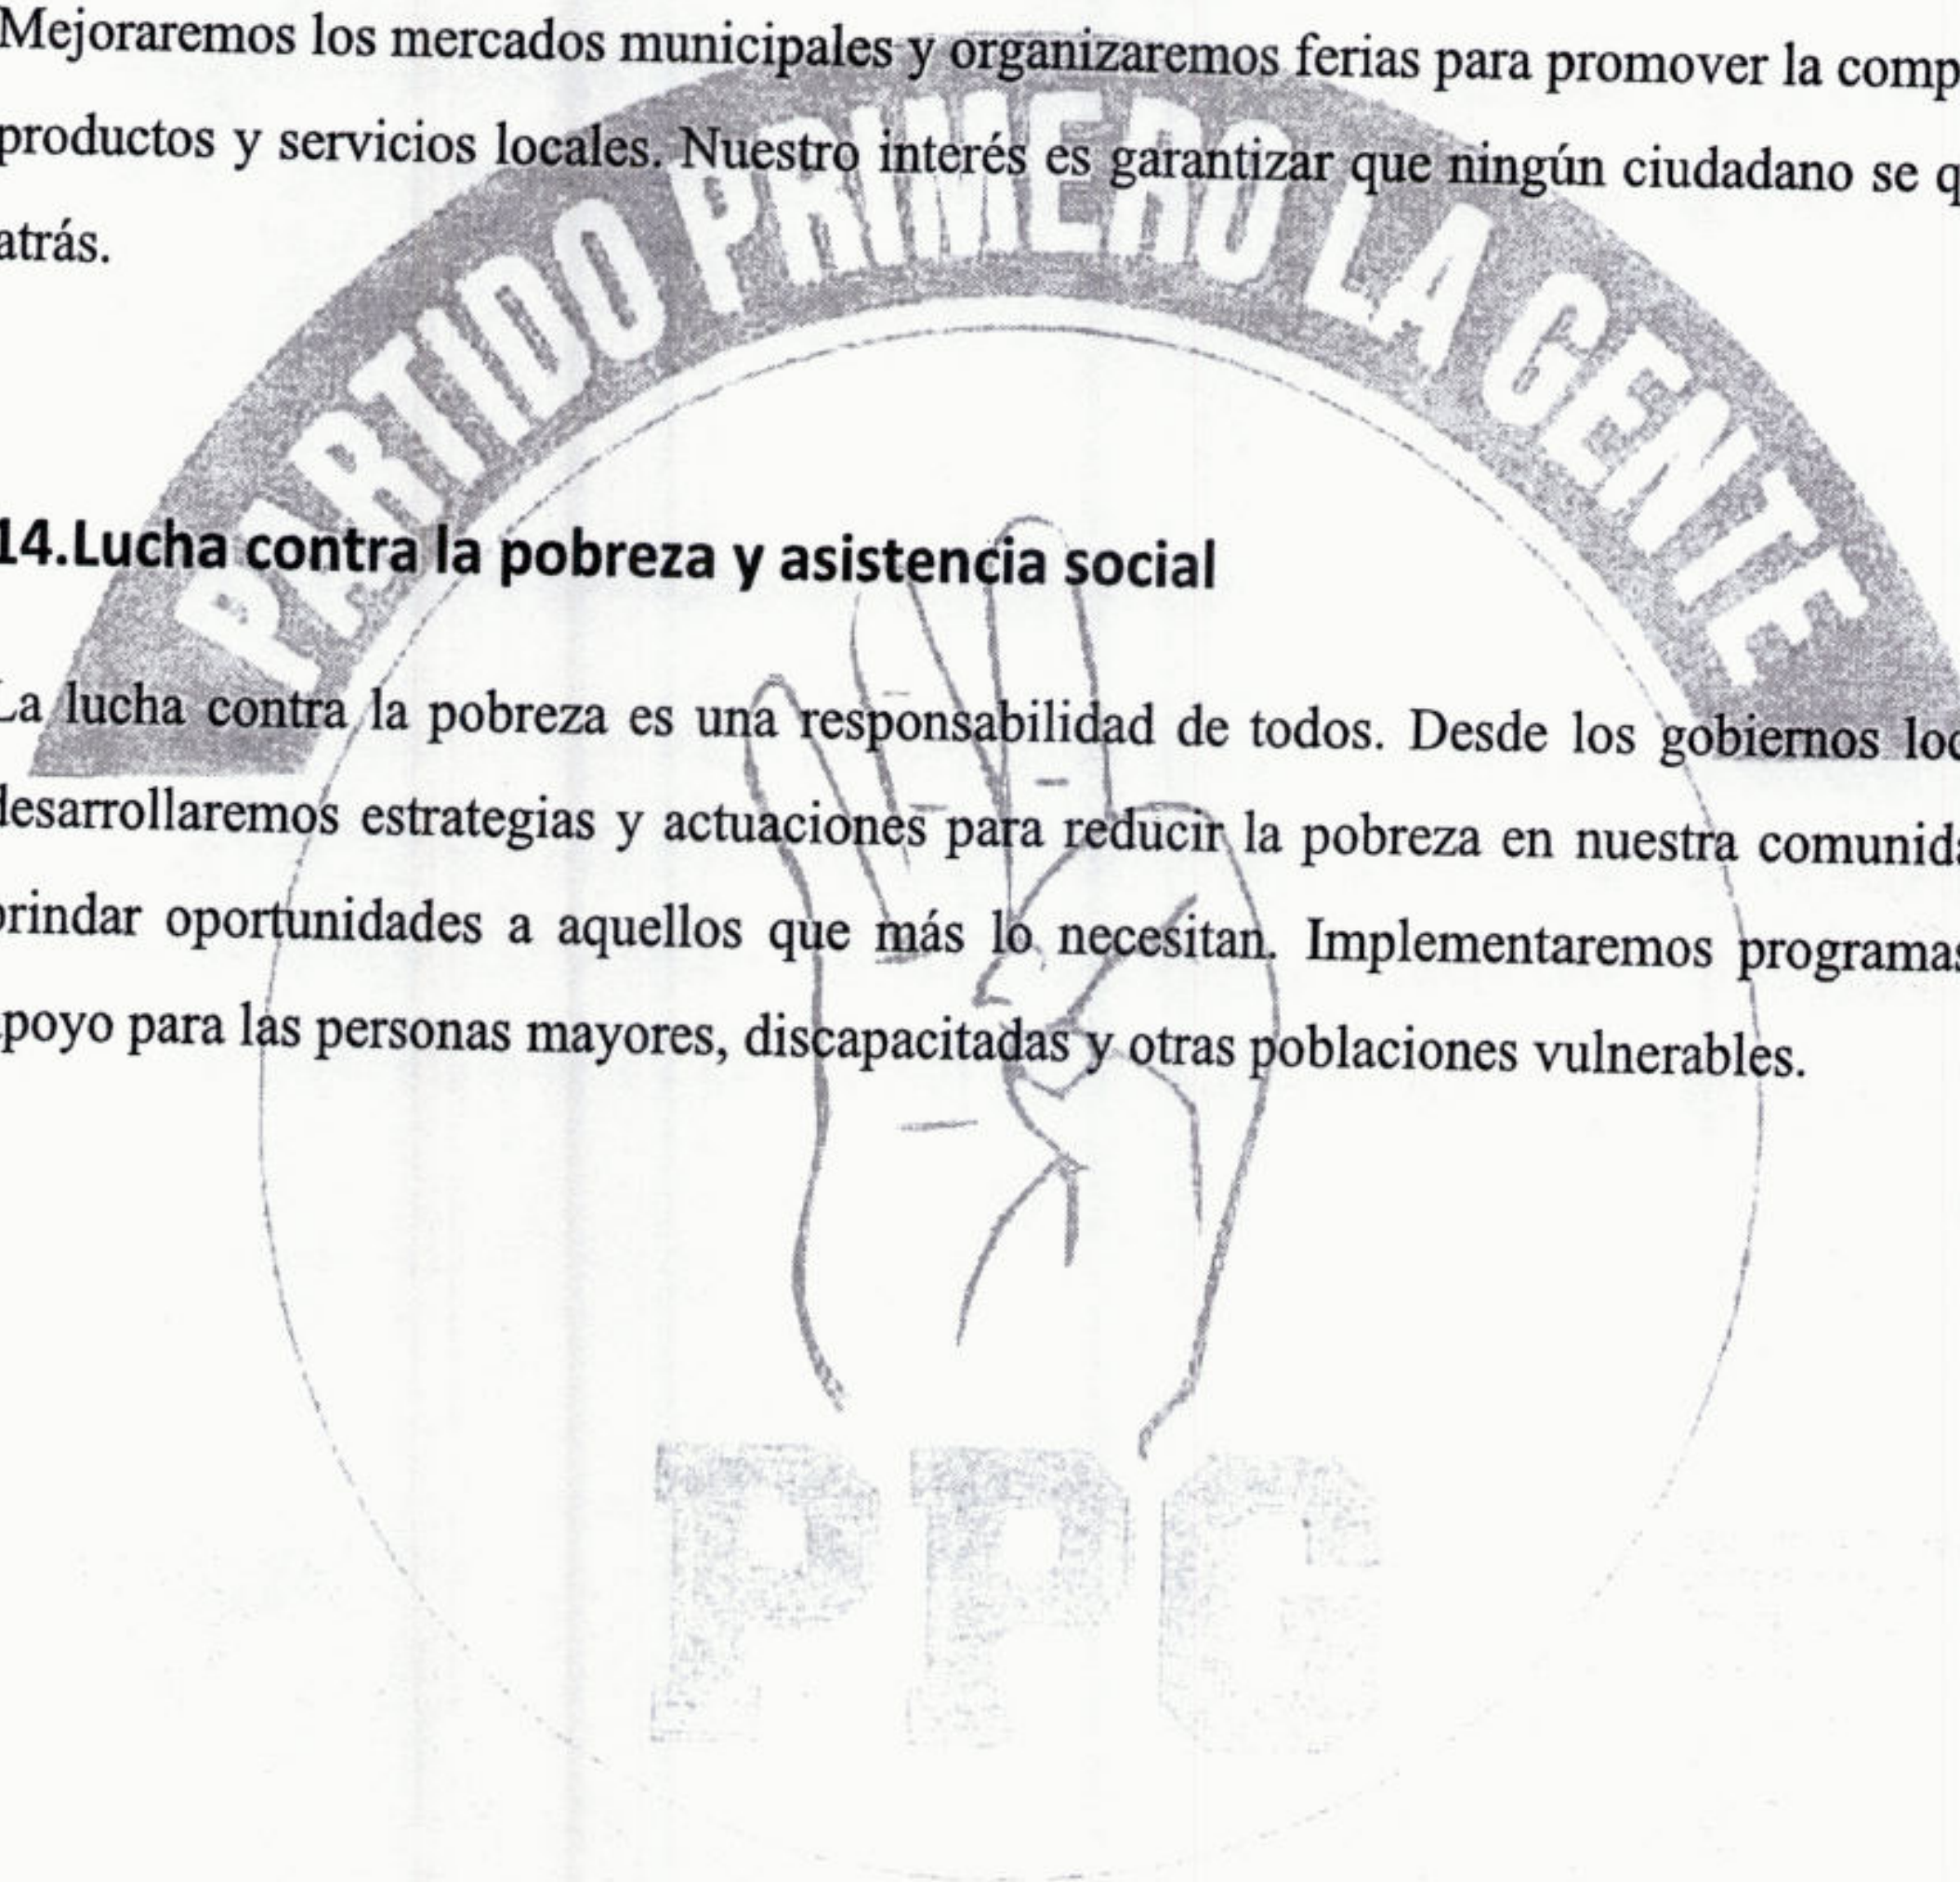 Mejoraremos los mercados municipales y organizaremos ferias para promover la comp
productos y servicios locales. Nuestro interés es garantizar que ningún ciudadano se q
atrás.
PARTIDO PRIMERO LA GENTE
14.Lucha contra la pobreza y asistencia social
La lucha contra la pobreza es una responsabilidad de todos. Desde los gobiernos loc
desarrollaremos estrategias y actuaciones para reducir la pobreza en nuestra comunida
brindar oportunidades a aquellos que más lo necesitan. Implementaremos programas
poyo para las personas mayores, discapacitadas y otras poblaciones vulnerables.
PPG